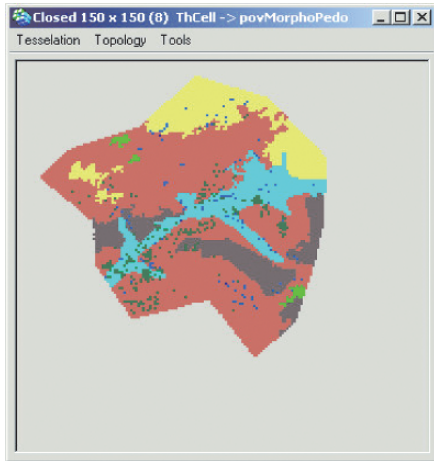 Closed 150 x 150 (8) ThCell -> povMorphoPedo
Tesselation Topology Tools